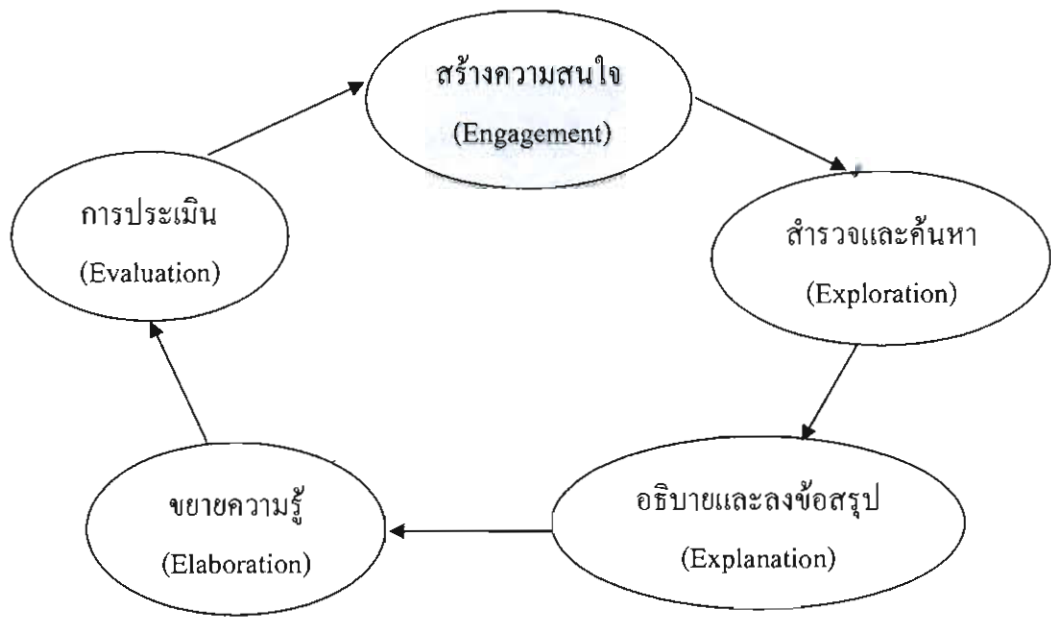 สร้างความสนใจ
(Engagement)
สำรวจและค้นหา
(Exploration)
อธิบายและลงข้อสรุป
(Explanation)
ขยายความรู้
(Elaboration)
การประเมิน
(Evaluation)